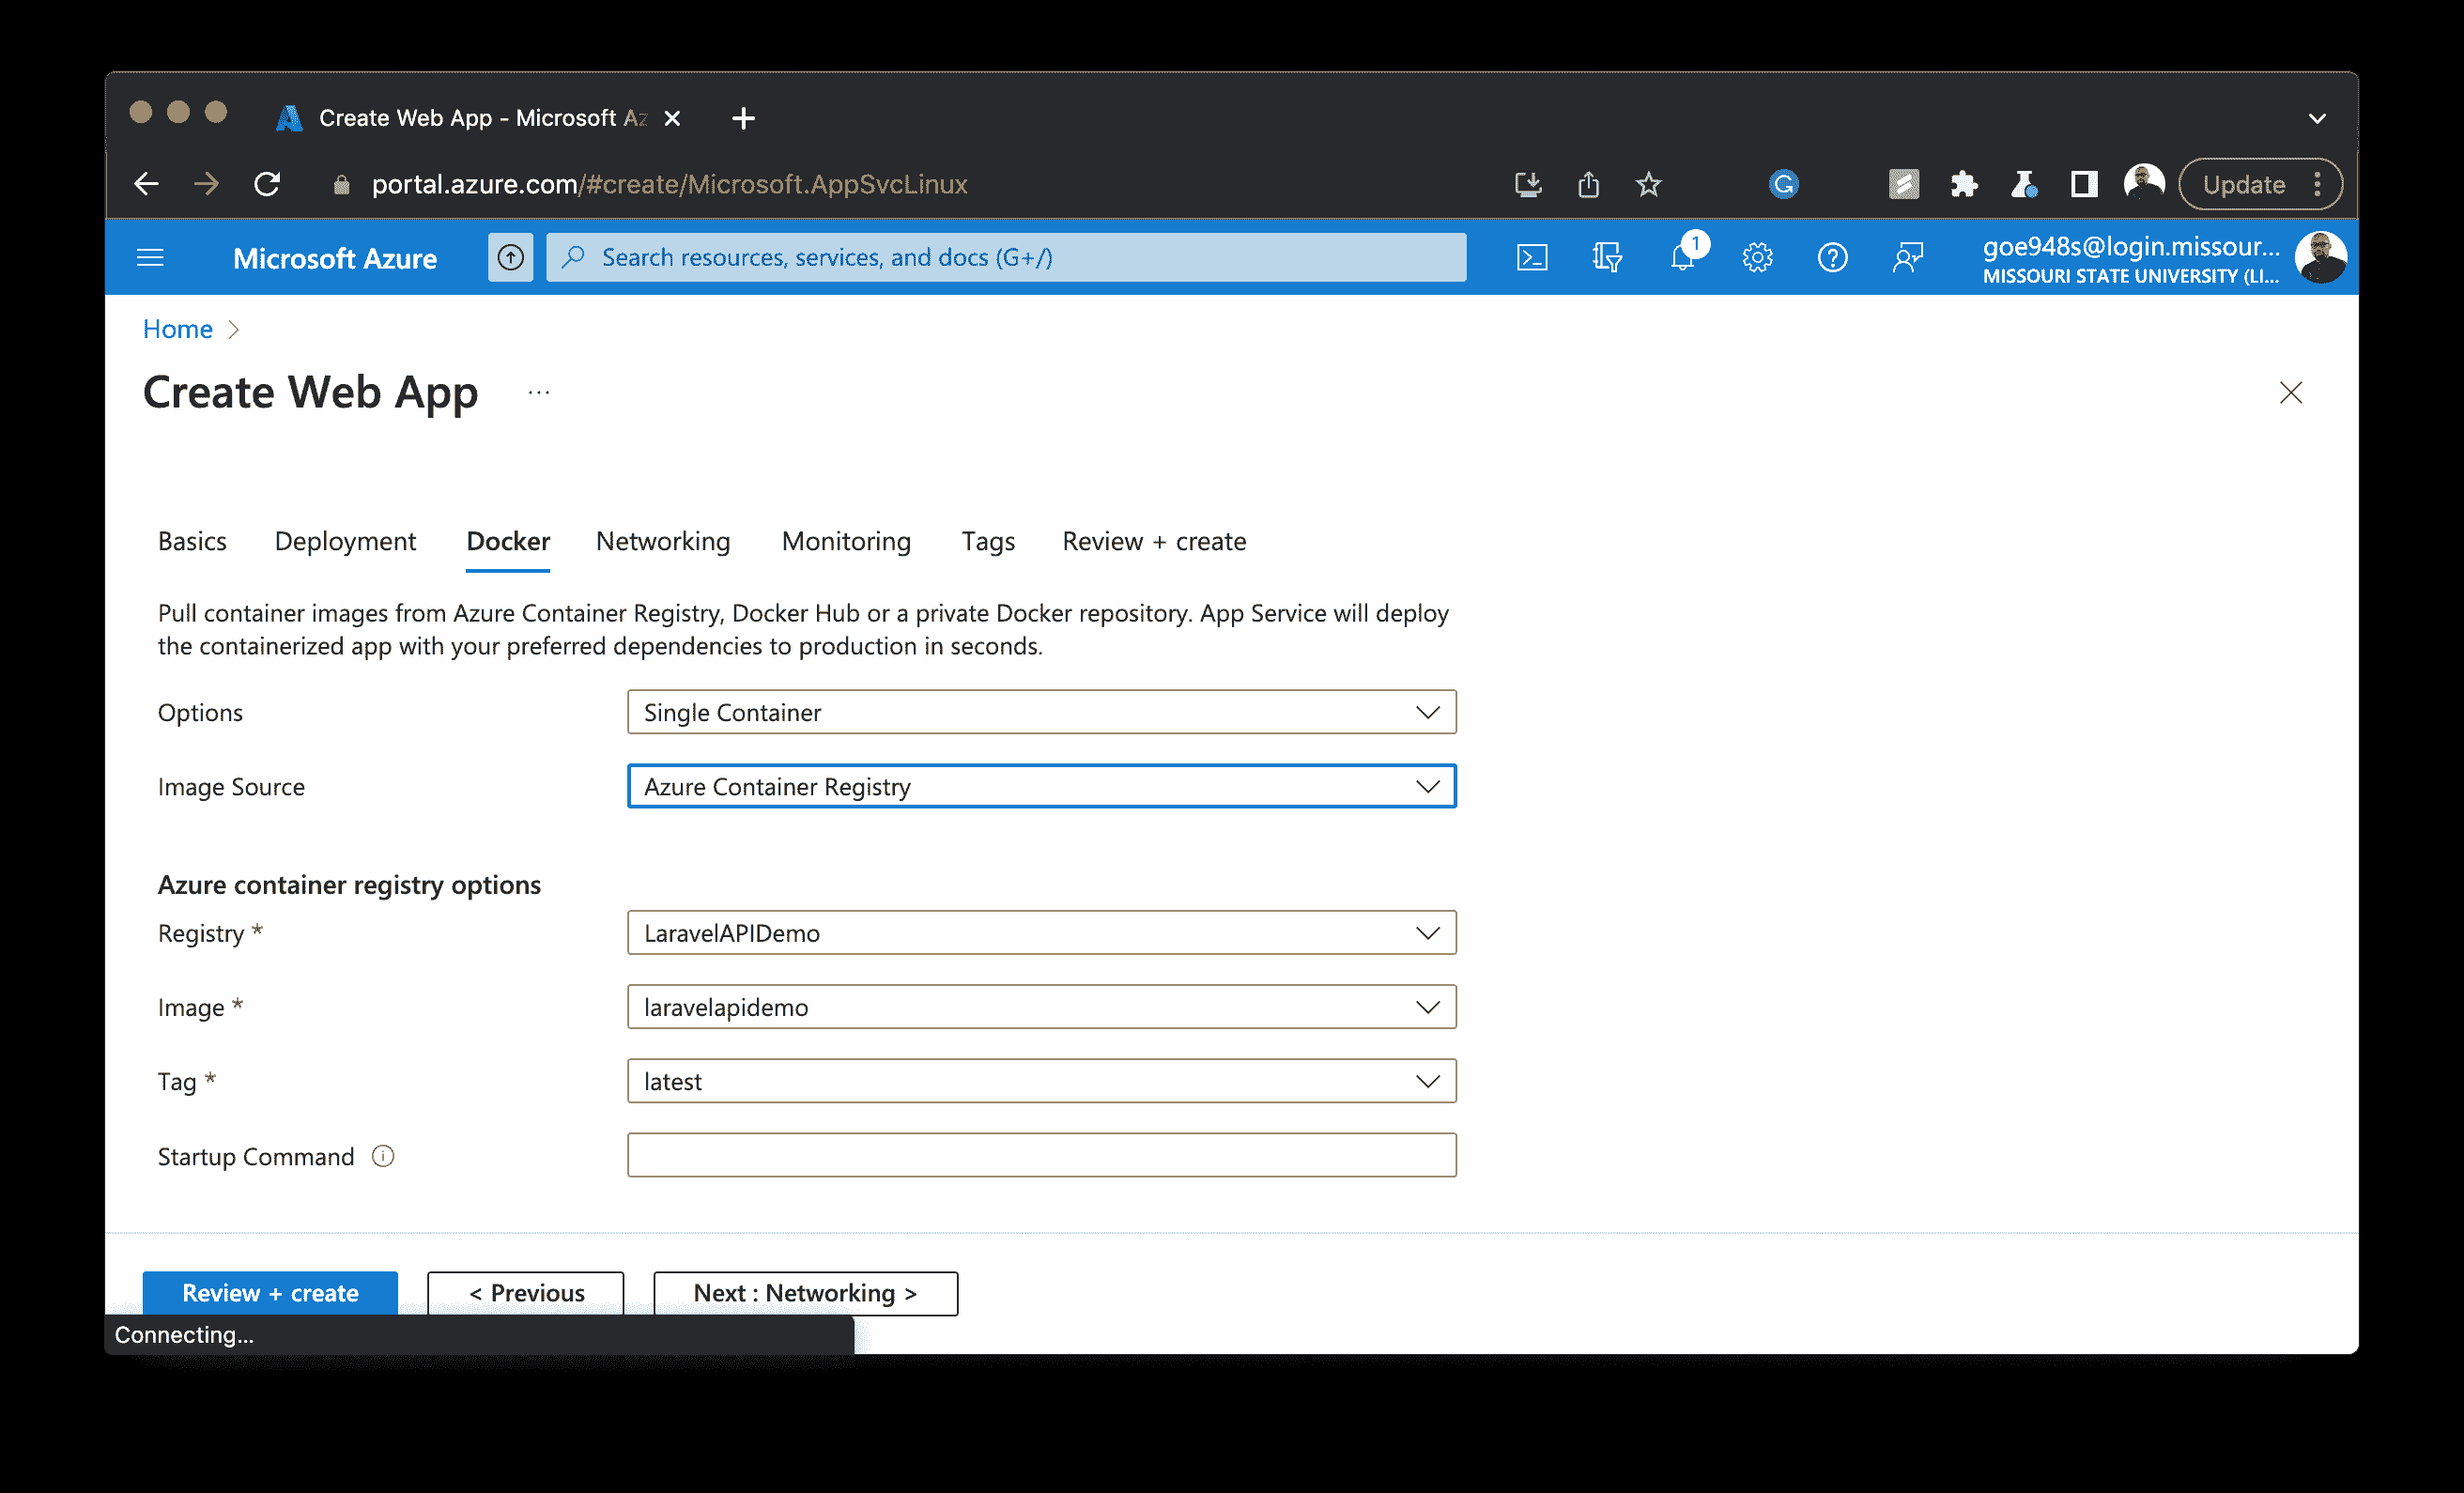 Create Web App - Microsoft Az
portal.azure.com/#create/Microsoft.AppSvcLinux
Update
Microsoft Azure
Search resources, services, and docs (G+/)
1
goe948s@login.missour...
MISSOURI STATE UNIVERSITY (LI...
Home
Create Web App
Basics Deployment Docker Networking Monitoring Tags Review + create
Pull container images from Azure Container Registry, Docker Hub or a private Docker repository. App Service will deploy
the containerized app with your preferred dependencies to production in seconds.
Options Single Container
Image Source Azure Container Registry
Azure container registry options
Registry * LaravelAPIDemo
Image * laravelapidemo
Tag * latest
Startup Command
Review + create < Previous Next : Networking >
Connecting...